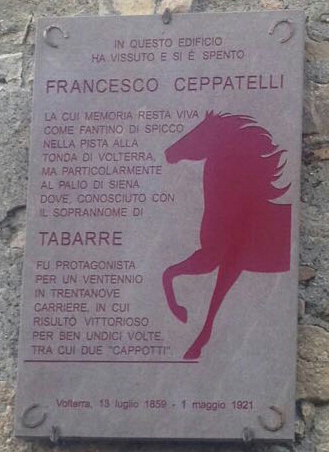 IN QUESTO EDIFICIO
HA VISSUTO E SI È SPENTO
FRANCESCO CEPPATELLI
LA CUI MEMORIA RESTA VIVA
COME FANTINO DI SPICCO
NELLA PISTA ALLA
TONDA DI VOLTERRA,
MA PARTICOLARMENTE
AL PALIO DI SIENA
DOVE, CONOSCIUTO CON
IL SOPRANNOME DI
TABARRE
FU PROTAGONISTA
PER UN VENTENNIO
IN TRENTANOVE
CARRIERE, IN CUI
RISULTÒ VITTORIOSO
PER BEN UNDICI VOLTE,
TRA CUI DUE "CAPPOTTI".
Volterra, 13 luglio 1859 - 1 maggio 1921